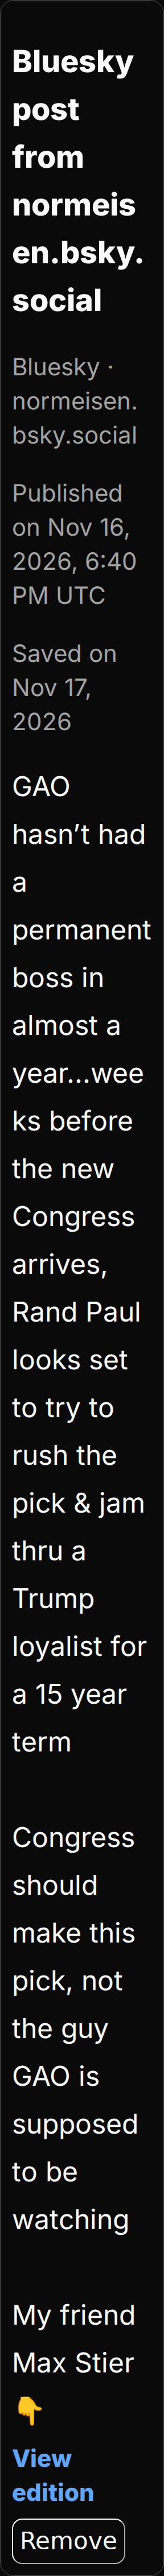 Bluesky
post
from
normeis
en.bsky.
social
Bluesky ·
normeisen.
bsky.social
Published
on Nov 16,
2026, 6:40
PM UTC
Saved on
Nov 17,
2026
GAO
hasn’t had
a
permanent
boss in
almost a
year...wee
ks before
the new
Congress
arrives,
Rand Paul
looks set
to try to
rush the
pick & jam
thru a
Trump
loyalist for
a 15 year
term
Congress
should
make this
pick, not
the guy
GAO is
supposed
to be
watching
My friend
Max Stier
👇
View
edition
Remove